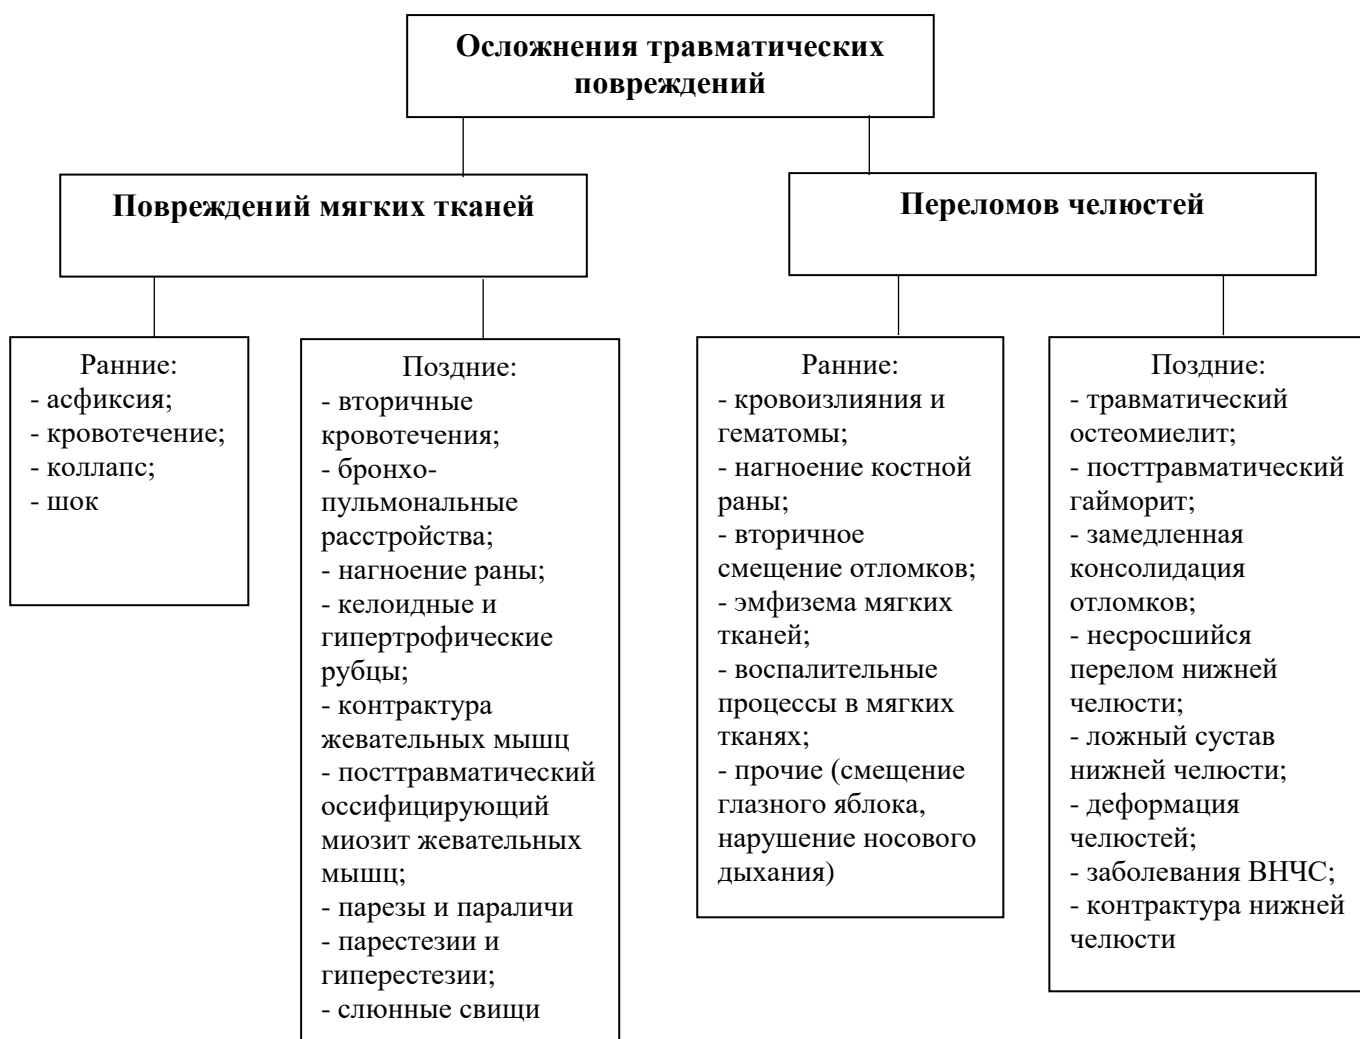 Осложнения травматических
повреждений
Повреждений мягких тканей
Переломов челюстей
Ранние:
- асфиксия;
- кровотечение;
- коллапс;
- шок
Поздние:
- вторичные
кровотечения;
- бронхо-
пульмональные
расстройства;
- нагноение раны;
- келоидные и
гипертрофические
рубцы;
- контрактура
жевательных мышц
- посттравматический
оссифицирующий
миозит жевательных
мышц;
- парезы и параличи
- парестезии и
гиперестезии;
- слюнные свищи
Ранние:
- кровоизлияния и
гематомы;
- нагноение костной
раны;
- вторичное
смещение отломков;
- эмфизема мягких
тканей;
- воспалительные
процессы в мягких
тканях;
- прочие (смещение
глазного яблока,
нарушение носового
дыхания)
Поздние:
- травматический
остеомиелит;
- посттравматический
гайморит;
- замедленная
консолидация
отломков;
- несросшийся
перелом нижней
челюсти;
- ложный сустав
нижней челюсти;
- деформация
челюстей;
- заболевания ВНЧС;
- контрактура нижней
челюсти